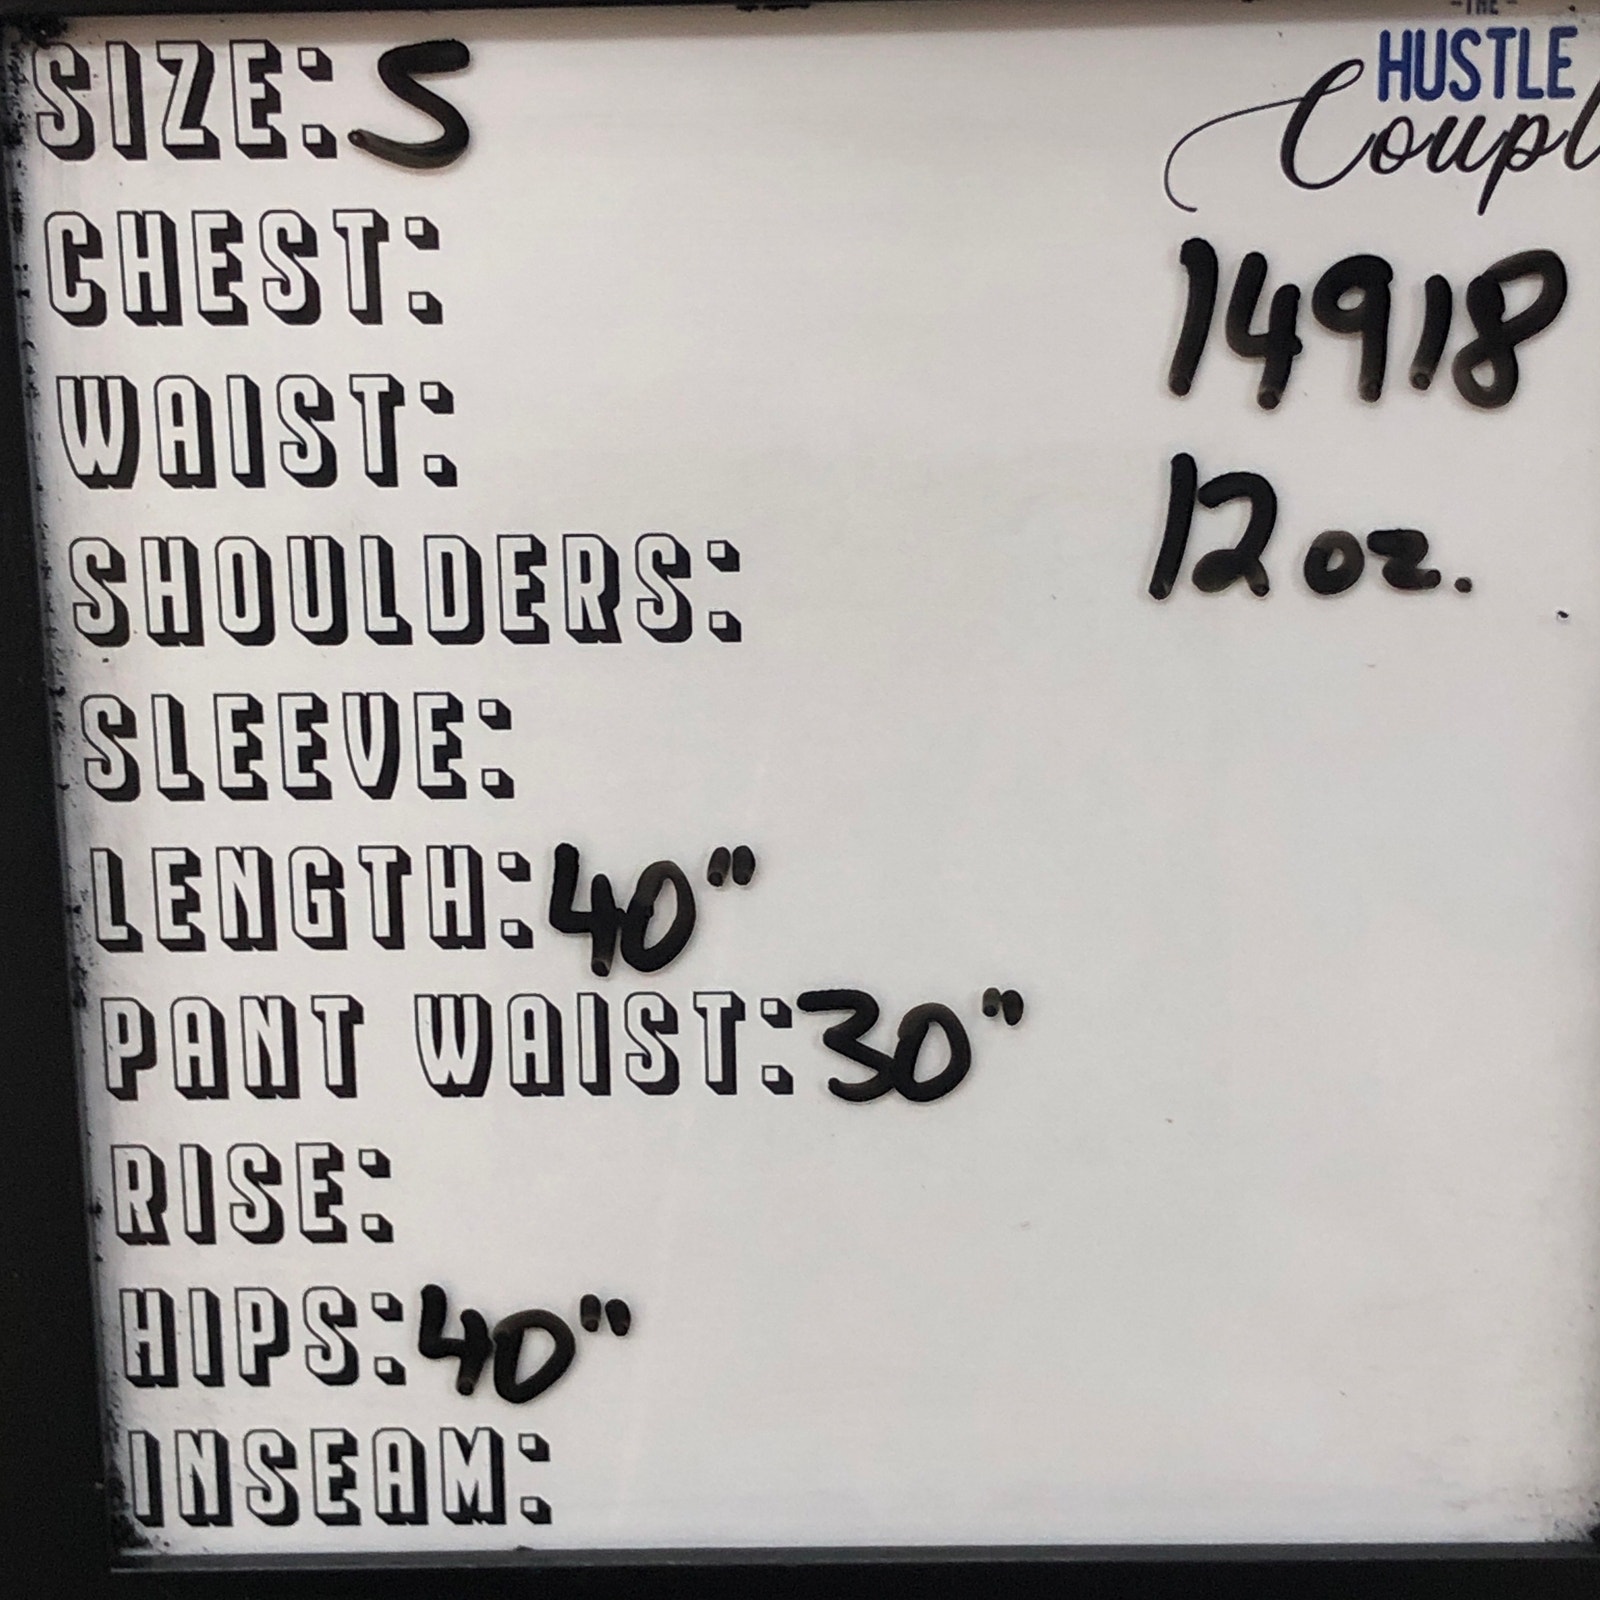 SIZE: S
-THE-
HUSTLE
Coupl
CHEST:
14918
WAIST:
12 oz.
SHOULDERS:
SLEEVE:
LENGTH: 40"
PANT WAIST: 30"
RISE:
HIPS: 40"
INSEAM: